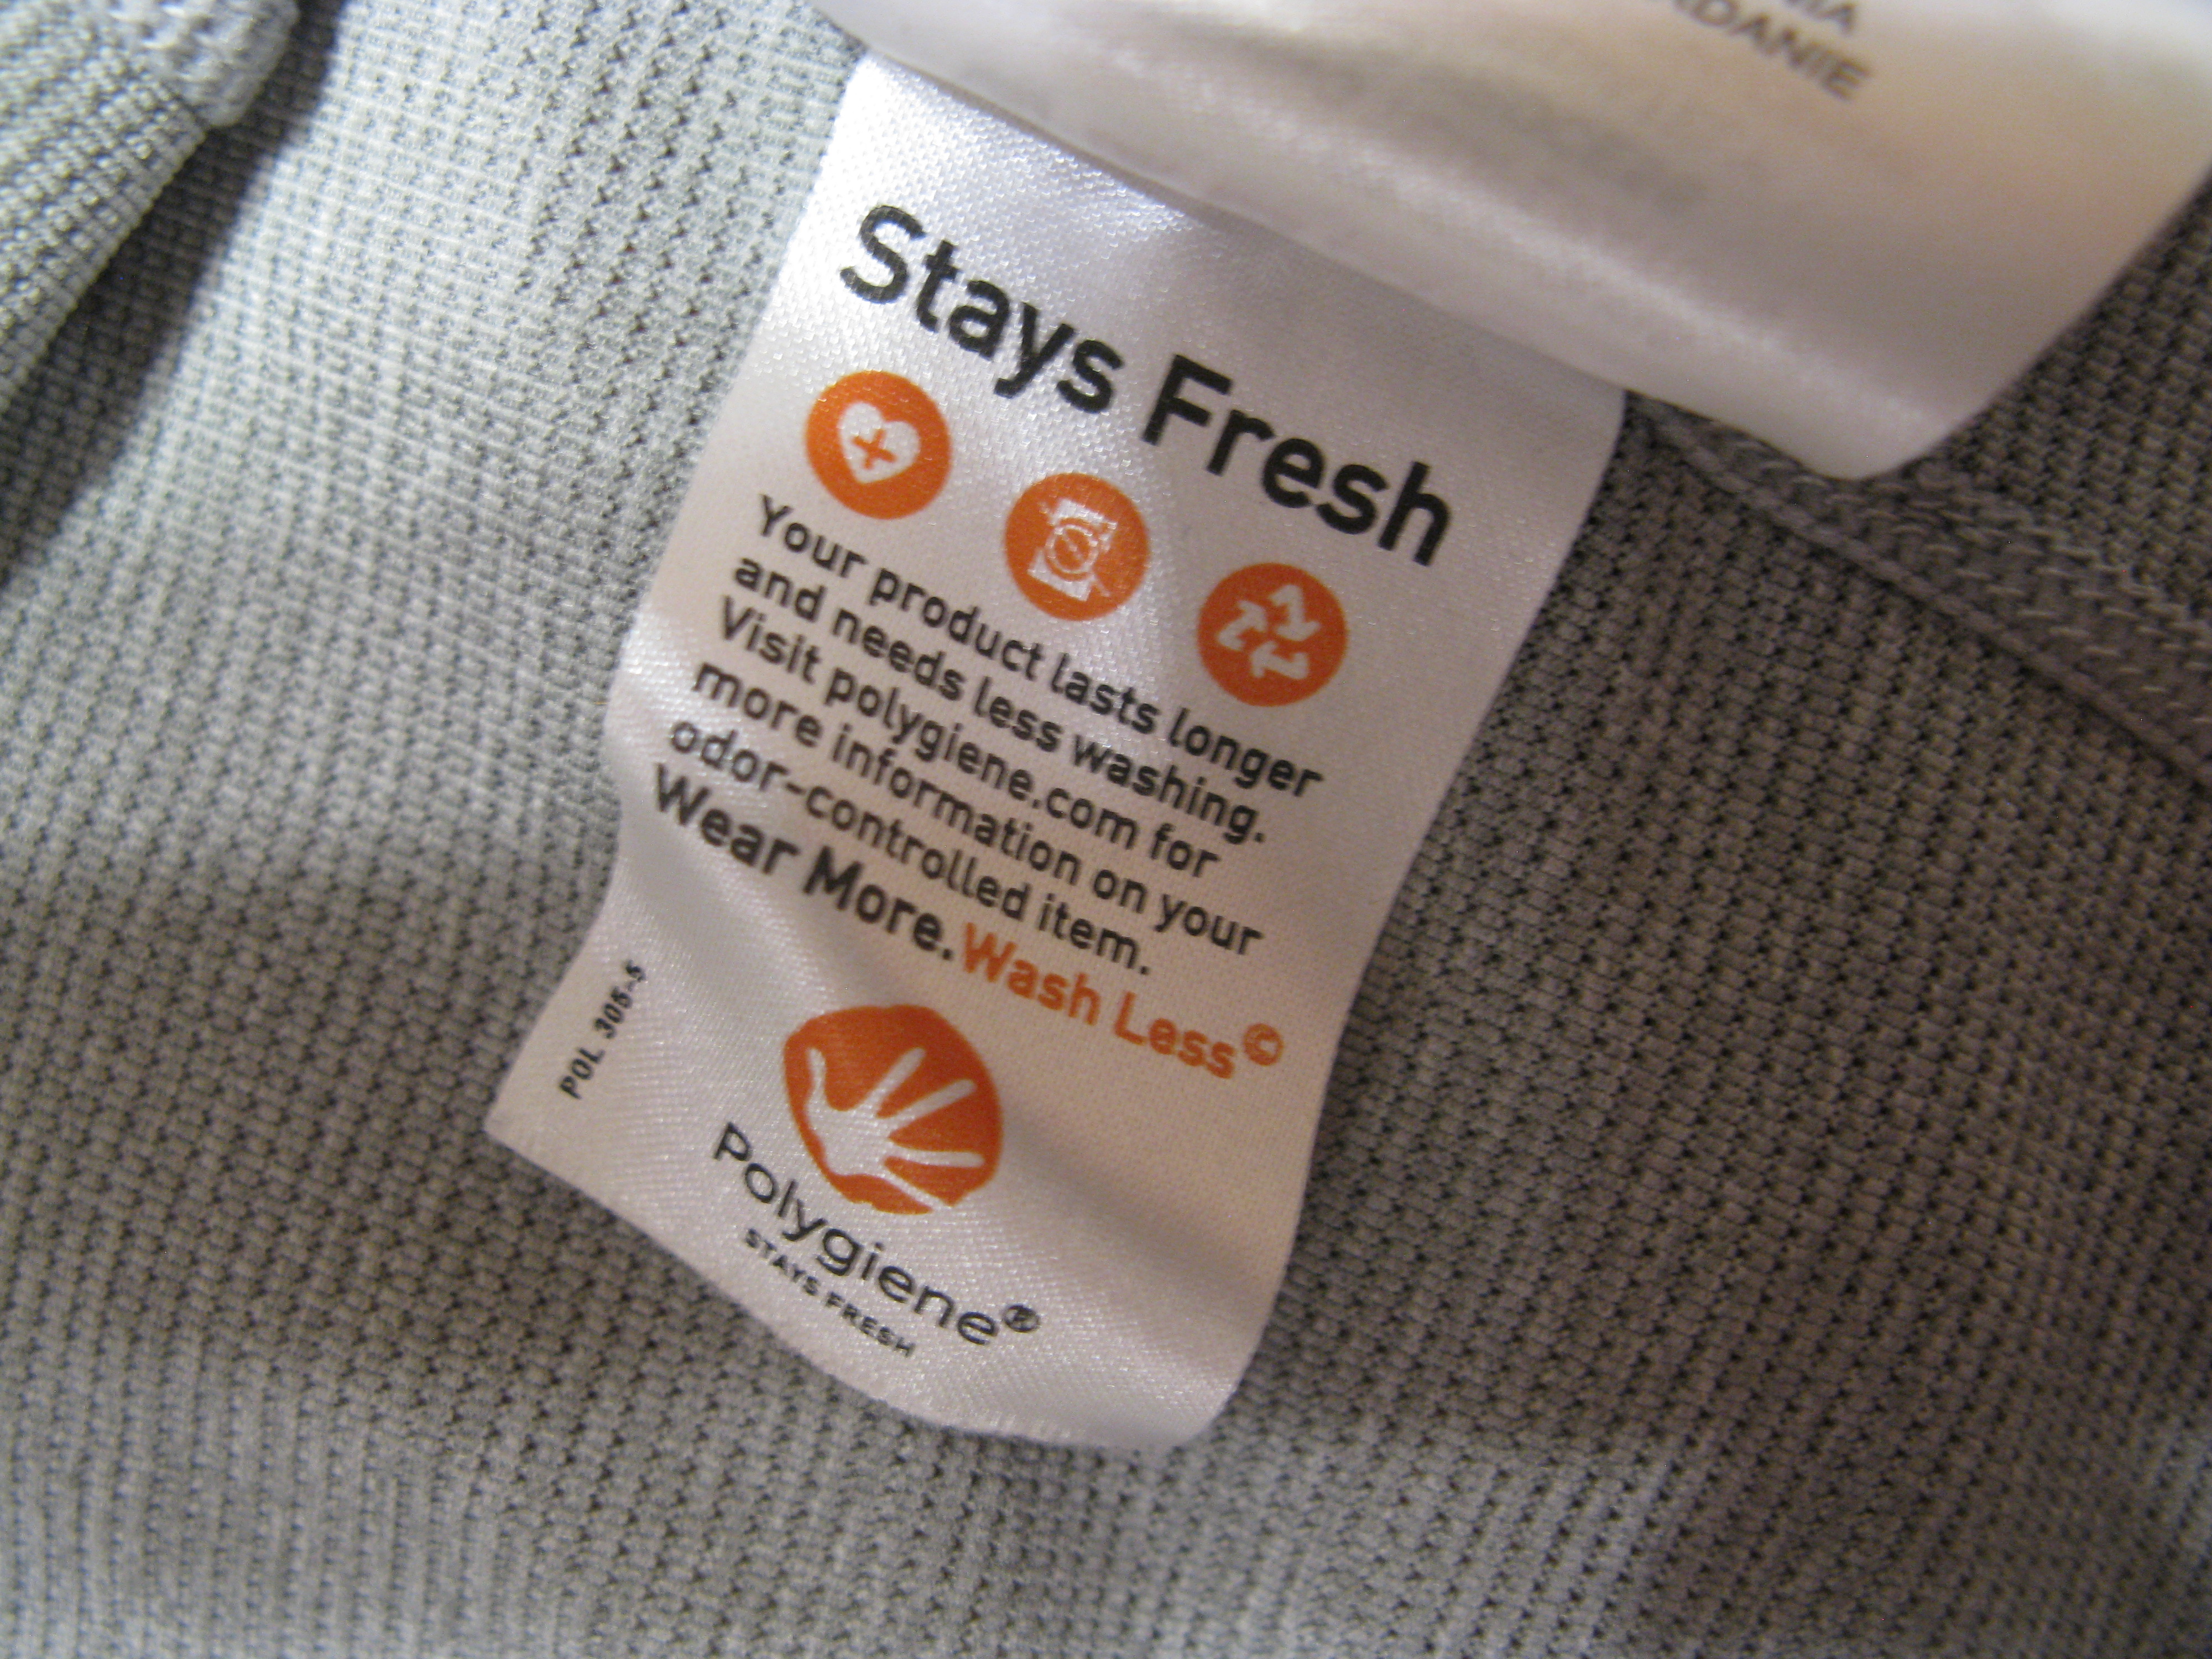 RDANIE
Stays Fresh
Your product lasts longer
and needs less washing.
Visit polygiene.com for
more information on your
odor-controlled item.
Wear More. Wash Less©
POL 305-5
Polygiene®
STAYS FRESH